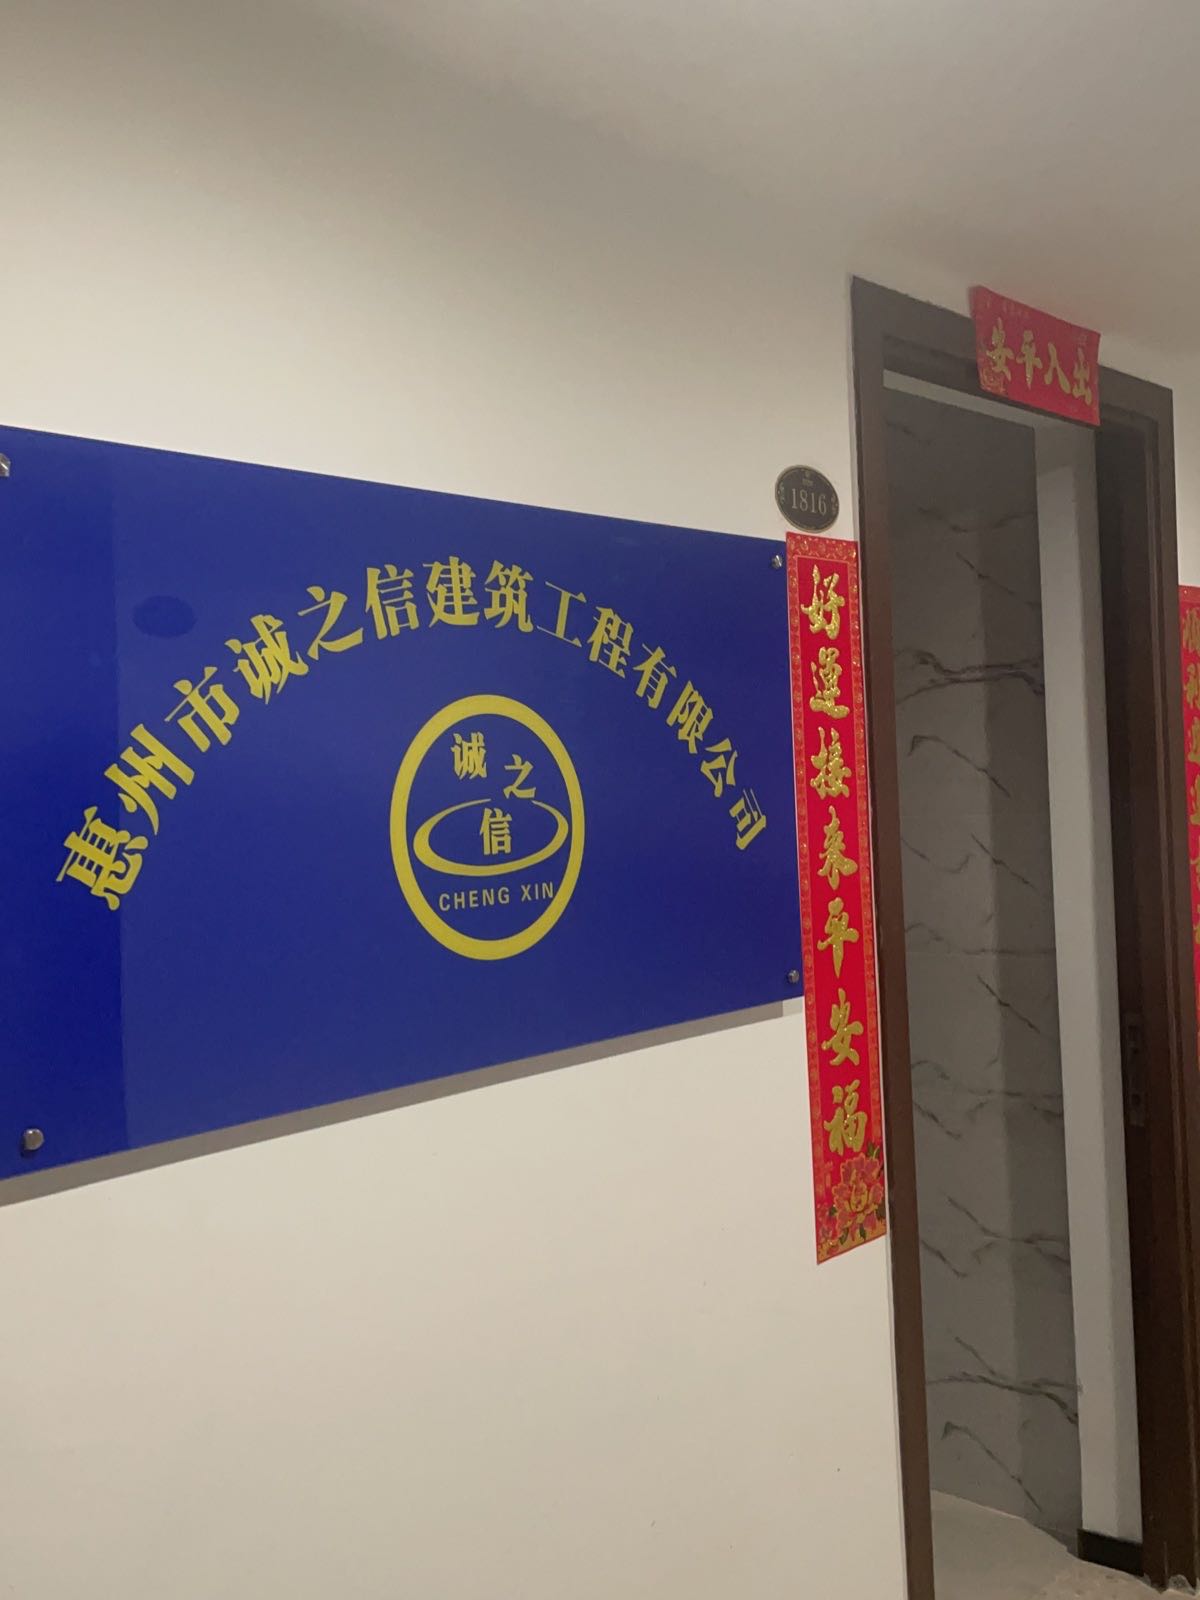 惠州市诚之信建筑工程有限公司
诚之
信
CHENG XIN
1816
安平入出
好運接来平安福